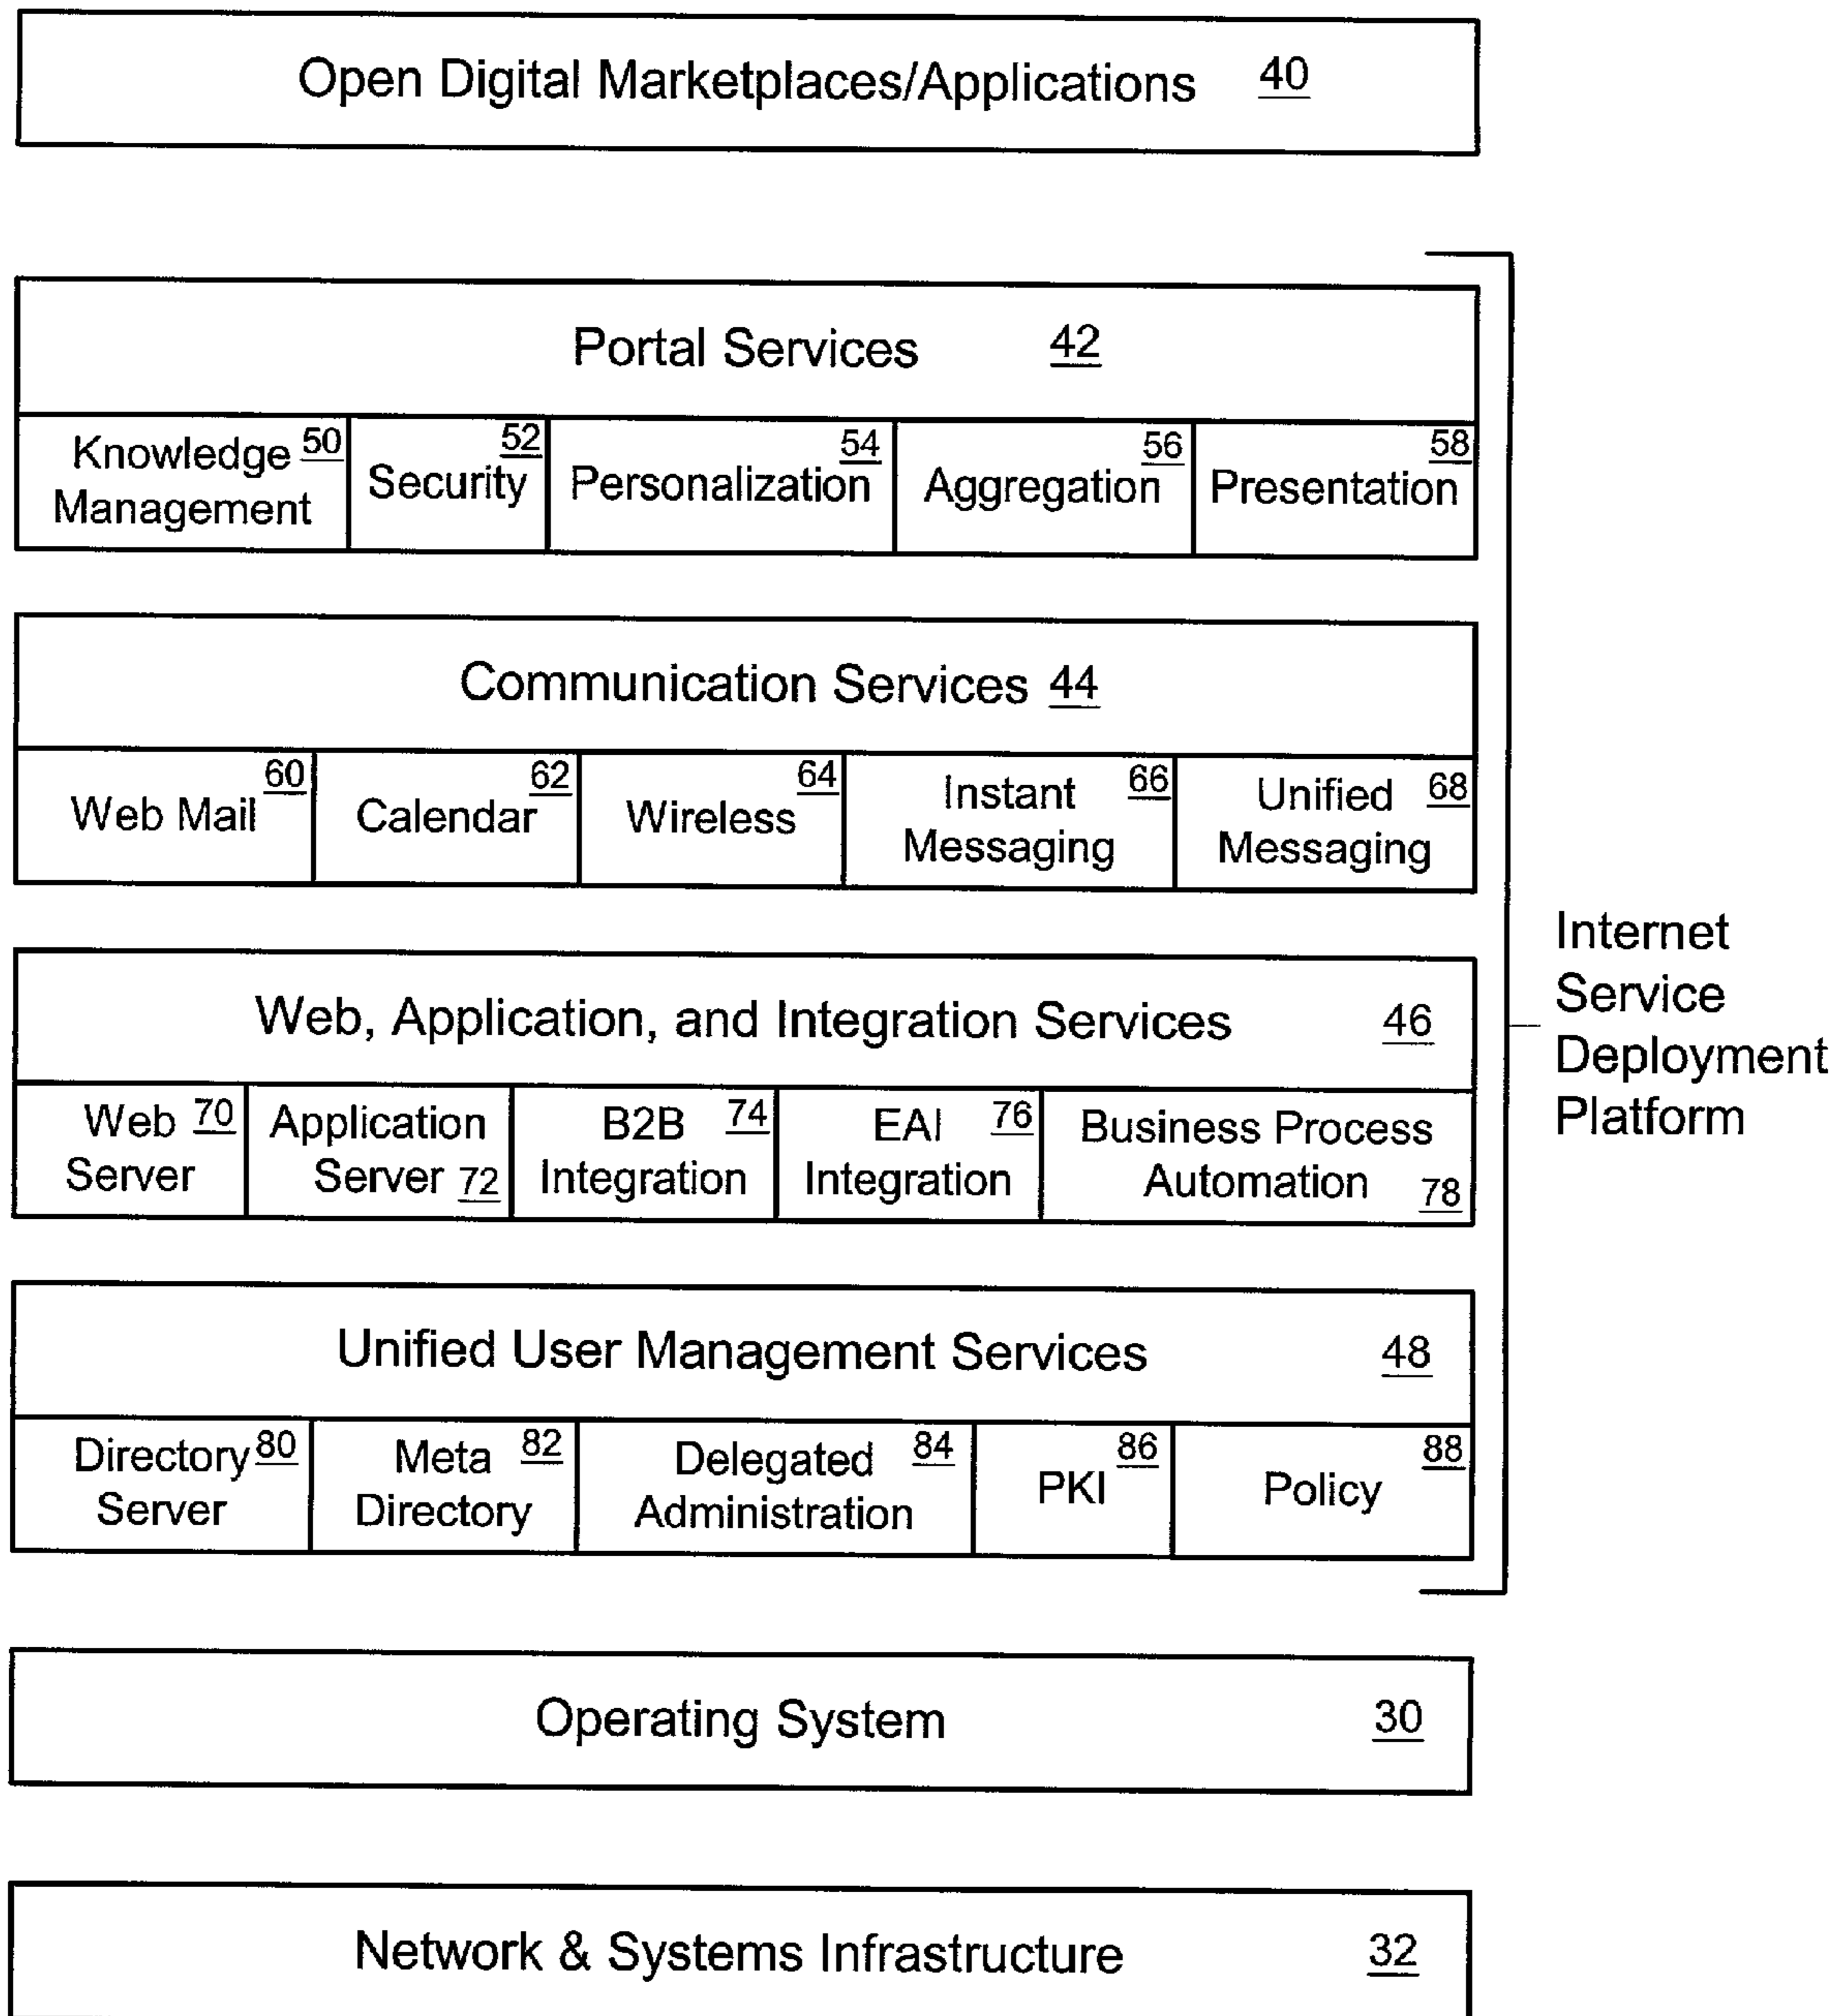 Open Digital Marketplaces/Applications 40
Portal Services 42
Knowledge 50
Management
Security 52
Personalization 54
Aggregation 56
Presentation 58
Communication Services 44
Web Mail 60
Calendar 62
Wireless 64
Instant 66
Messaging
Unified 68
Messaging
Web, Application, and Integration Services 46
Web 70
Server
Application
Server 72
B2B 74
Integration
EAI 76
Integration
Business Process
Automation 78
Unified User Management Services 48
Directory 80
Server
Meta 82
Directory
Delegated 84
Administration
PKI 86
Policy 88
Internet
Service
Deployment
Platform
Operating System 30
Network & Systems Infrastructure 32